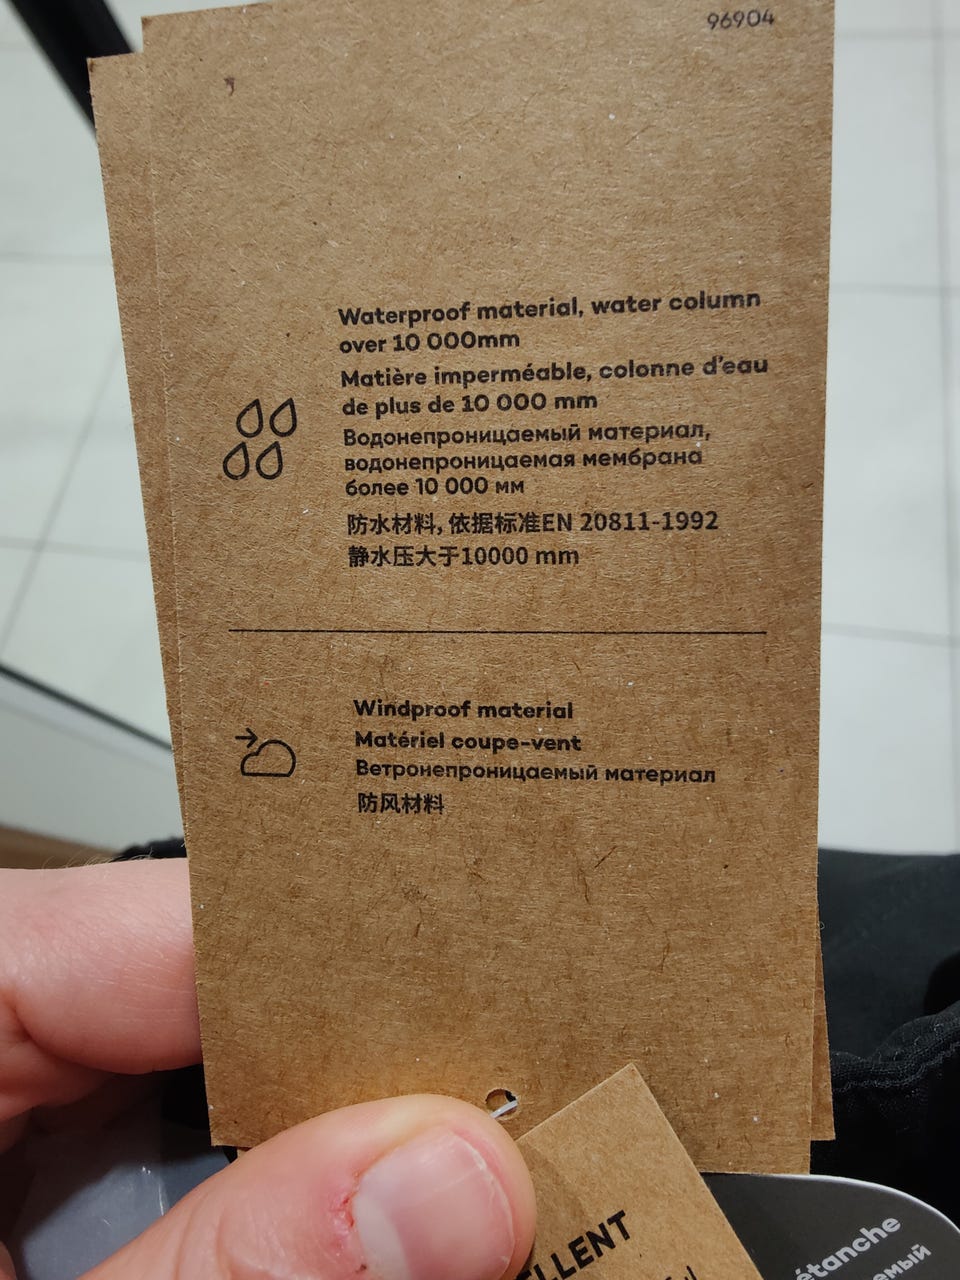 96904
Waterproof material, water column
over 10 000mm
Matière imperméable, colonne d'eau
de plus de 10 000 mm
Водонепроницаемый материал,
водонепроницаемая мембрана
более 10 000 мм
防水材料, 依据标准EN 20811-1992
静水压大于10000 mm
Windproof material
Matériel coupe-vent
Ветронепроницаемый материал
防风材料